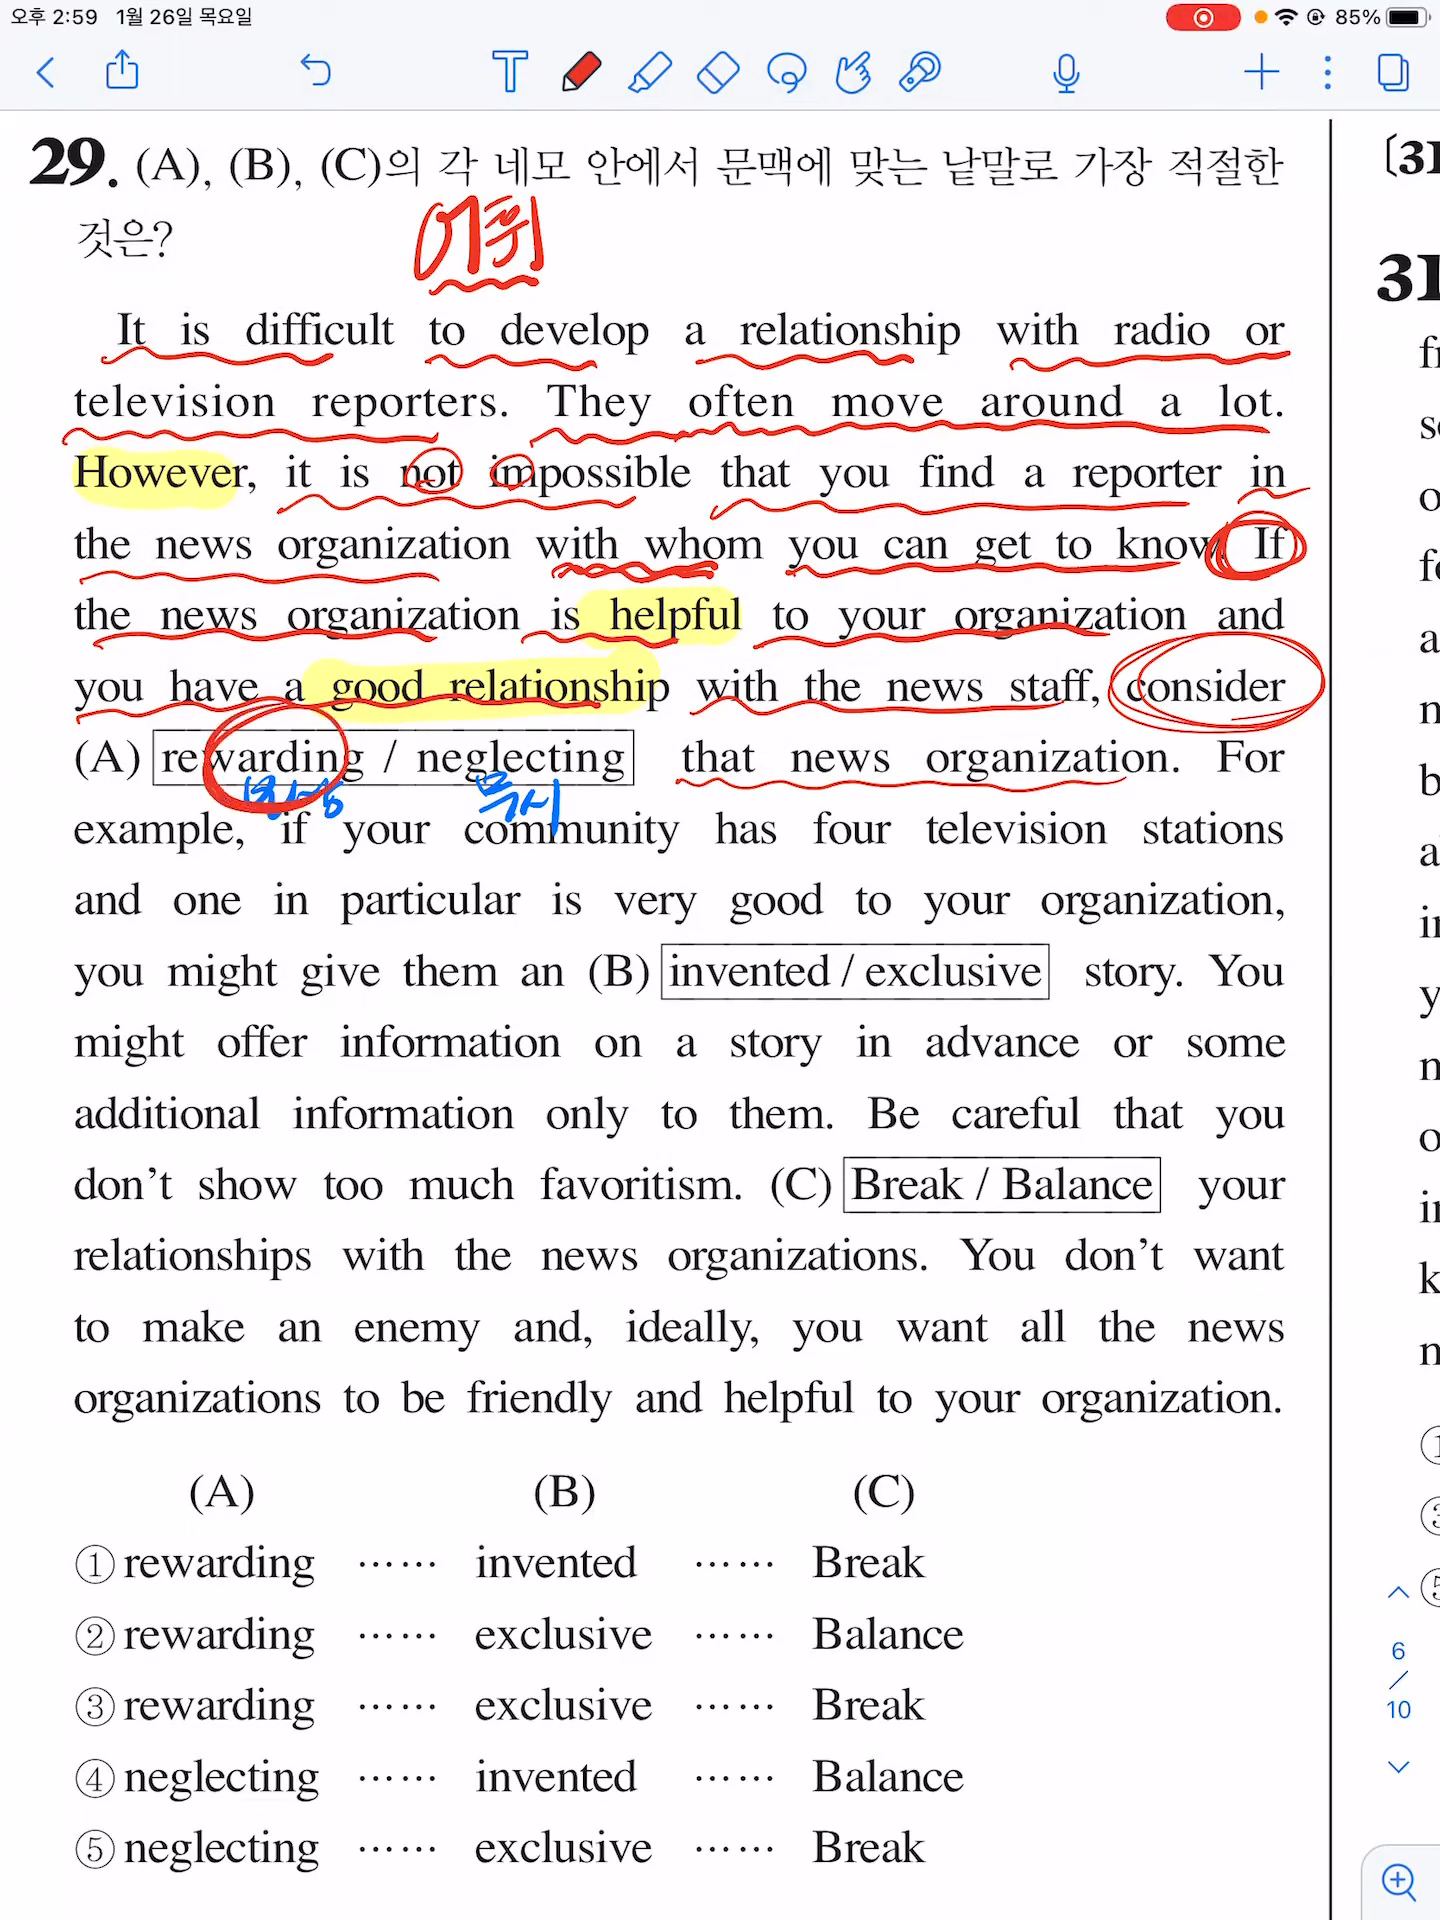 오후 2:59 1월 26일 목요일 85%
29. (A), (B), (C)의 각 네모 안에서 문맥에 맞는 낱말로 가장 적절한
것은?
어휘
It is difficult to develop a relationship with radio or
television reporters. They often move around a lot.
However, it is not impossible that you find a reporter in
the news organization with whom you can get to know. If
the news organization is helpful to your organization and
you have a good relationship with the news staff, consider
(A) rewarding / neglecting that news organization. For
무시
example, if your community has four television stations
and one in particular is very good to your organization,
you might give them an (B) invented / exclusive story. You
might offer information on a story in advance or some
additional information only to them. Be careful that you
don't show too much favoritism. (C) Break / Balance your
relationships with the news organizations. You don't want
to make an enemy and, ideally, you want all the news
organizations to be friendly and helpful to your organization.
(A) (B) (C)
① rewarding …… invented …… Break
② rewarding …… exclusive …… Balance
③ rewarding …… exclusive …… Break
④ neglecting …… invented …… Balance
⑤ neglecting …… exclusive …… Break
6
/
10